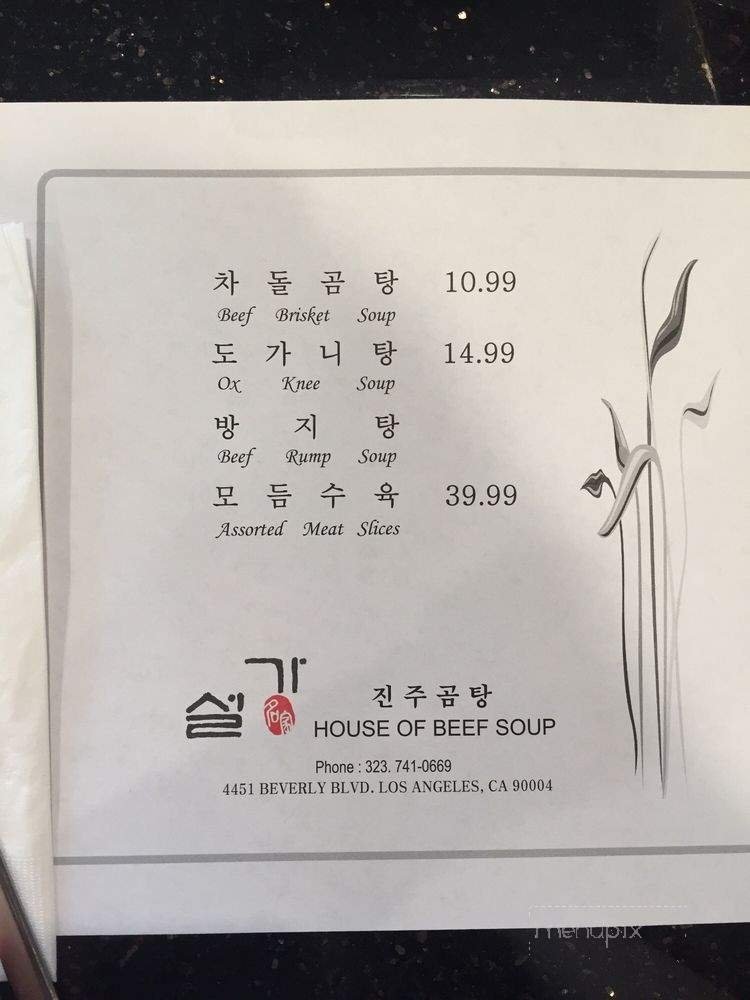 차돌곰탕 10.99
Beef Brisket Soup
도가니탕 14.99
Ox Knee Soup
방지탕
Beef Rump Soup
모듬수육 39.99
Assorted Meat Slices
설가
名家
진주곰탕
HOUSE OF BEEF SOUP
Phone : 323. 741-0669
4451 BEVERLY BLVD. LOS ANGELES, CA 90004
menupix